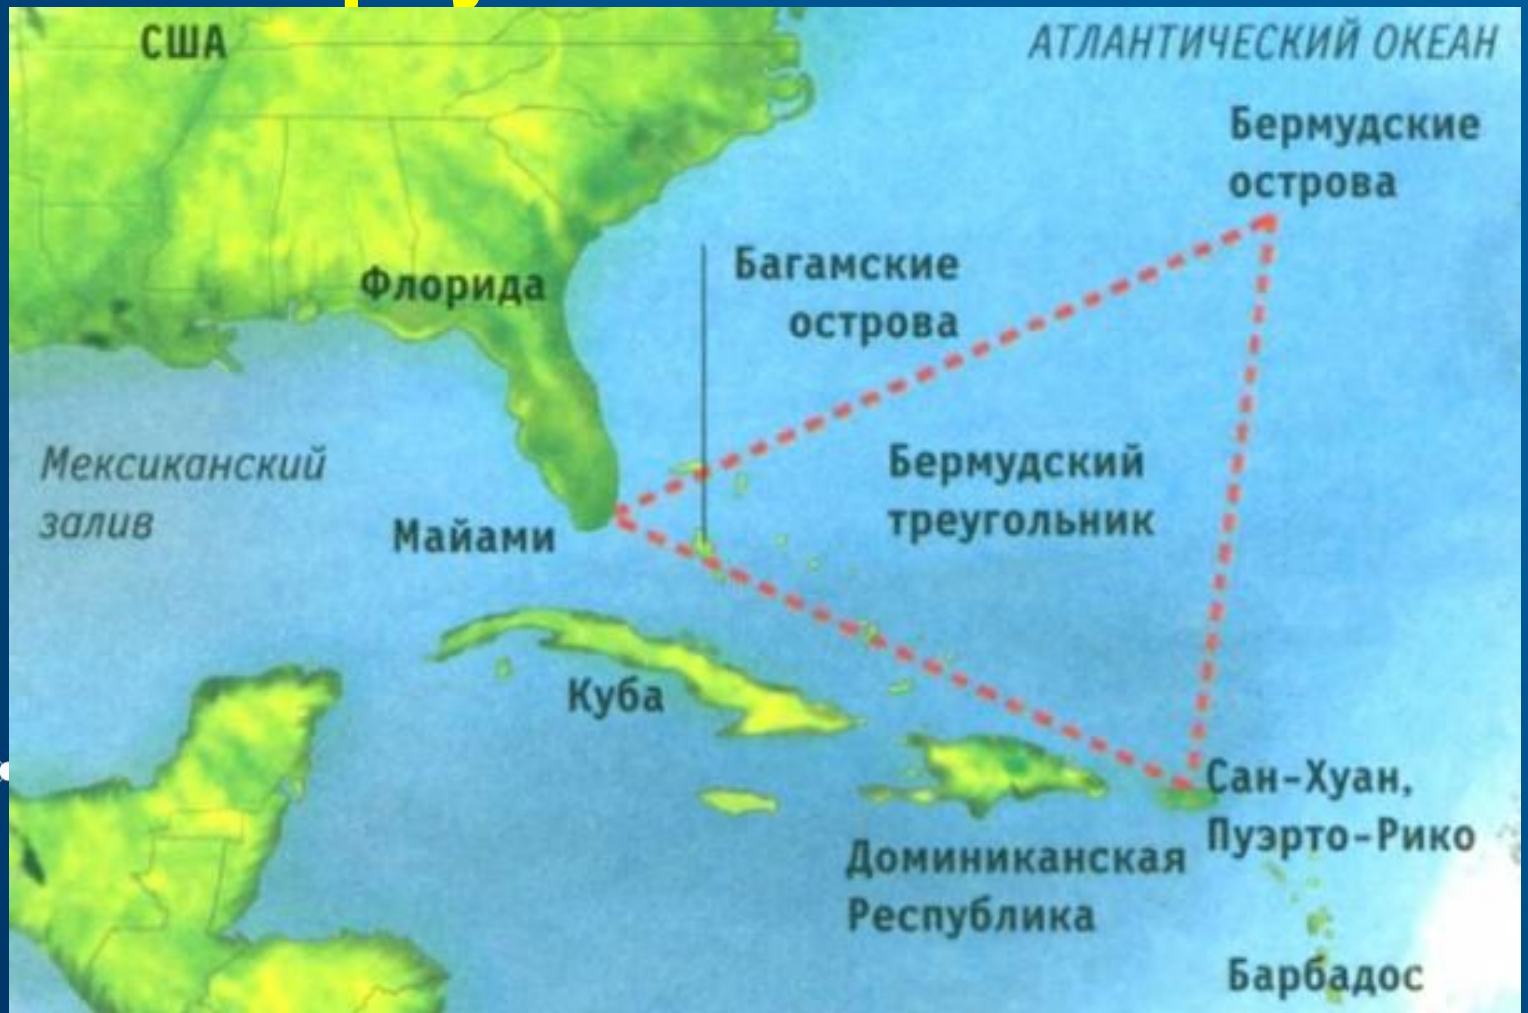 США
АТЛАНТИЧЕСКИЙ ОКЕАН
Бермудские
острова
Багамские
острова
Флорида
Мексиканский
залив
Бермудский
треугольник
Майами
Куба
Сан-Хуан,
Пуэрто-Рико
Доминиканская
Республика
Барбадос